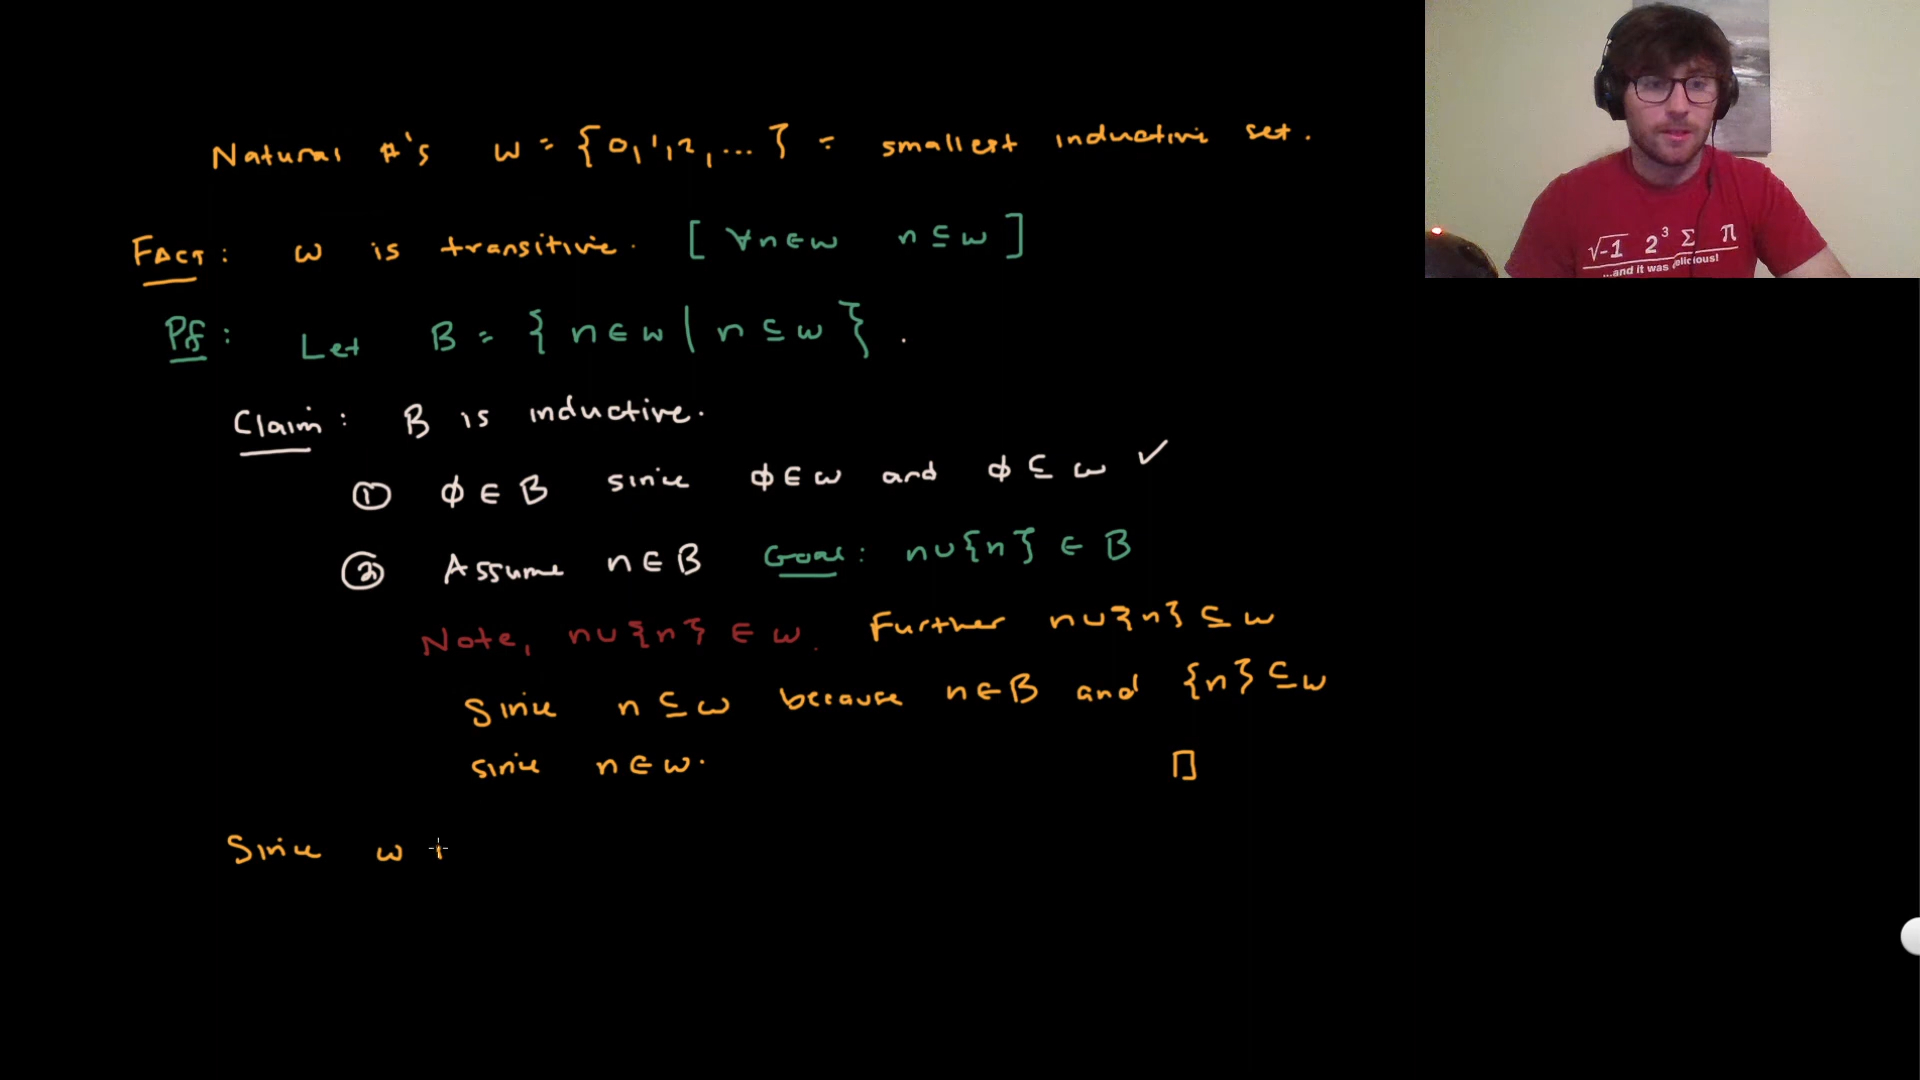 Natural #'s ω = {0,1,2,...} = smallest inductive set.
√-1 2³ Σ π
...and it was delicious!
Fact: ω is transitive. [ ∀n∈ω n ⊆ ω ]
Pf: Let B = { n ∈ ω | n ⊆ ω }.
Claim: B is inductive.
① ϕ ∈ B since ϕ ∈ ω and ϕ ⊆ ω ✓
② Assume n ∈ B Goal: n∪{n} ∈ B
Note, n∪{n} ∈ ω. Further n∪{n} ⊆ ω
Since n ⊆ ω because n∈B and {n} ⊆ ω
since n ∈ ω. □
Since ω